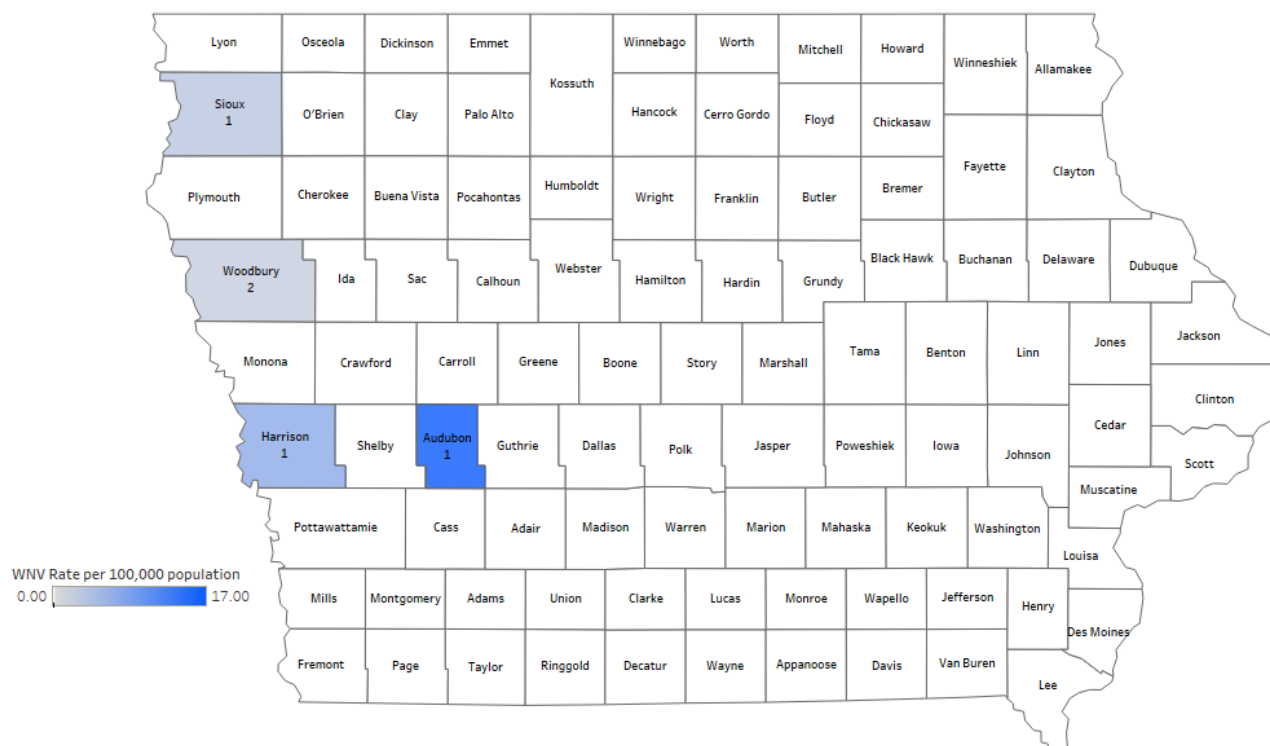 Lyon
Osceola
Dickinson
Emmet
Kossuth
Winnebago
Worth
Mitchell
Howard
Winneshiek
Allamakee
Sioux
1
O'Brien
Clay
Palo Alto
Hancock
Cerro Gordo
Floyd
Chickasaw
Fayette
Clayton
Plymouth
Cherokee
Buena Vista
Pocahontas
Humboldt
Wright
Franklin
Butler
Bremer
Woodbury
2
Ida
Sac
Calhoun
Webster
Hamilton
Hardin
Grundy
Black Hawk
Buchanan
Delaware
Dubuque
Monona
Crawford
Carroll
Greene
Boone
Story
Marshall
Tama
Benton
Linn
Jones
Jackson
Clinton
Harrison
1
Shelby
Audubon
1
Guthrie
Dallas
Polk
Jasper
Poweshiek
Iowa
Johnson
Cedar
Scott
Muscatine
Pottawattamie
Cass
Adair
Madison
Warren
Marion
Mahaska
Keokuk
Washington
Louisa
WNV Rate per 100,000 population
0.00 17.00
Mills
Montgomery
Adams
Union
Clarke
Lucas
Monroe
Wapello
Jefferson
Henry
Des Moines
Fremont
Page
Taylor
Ringgold
Decatur
Wayne
Appanoose
Davis
Van Buren
Lee